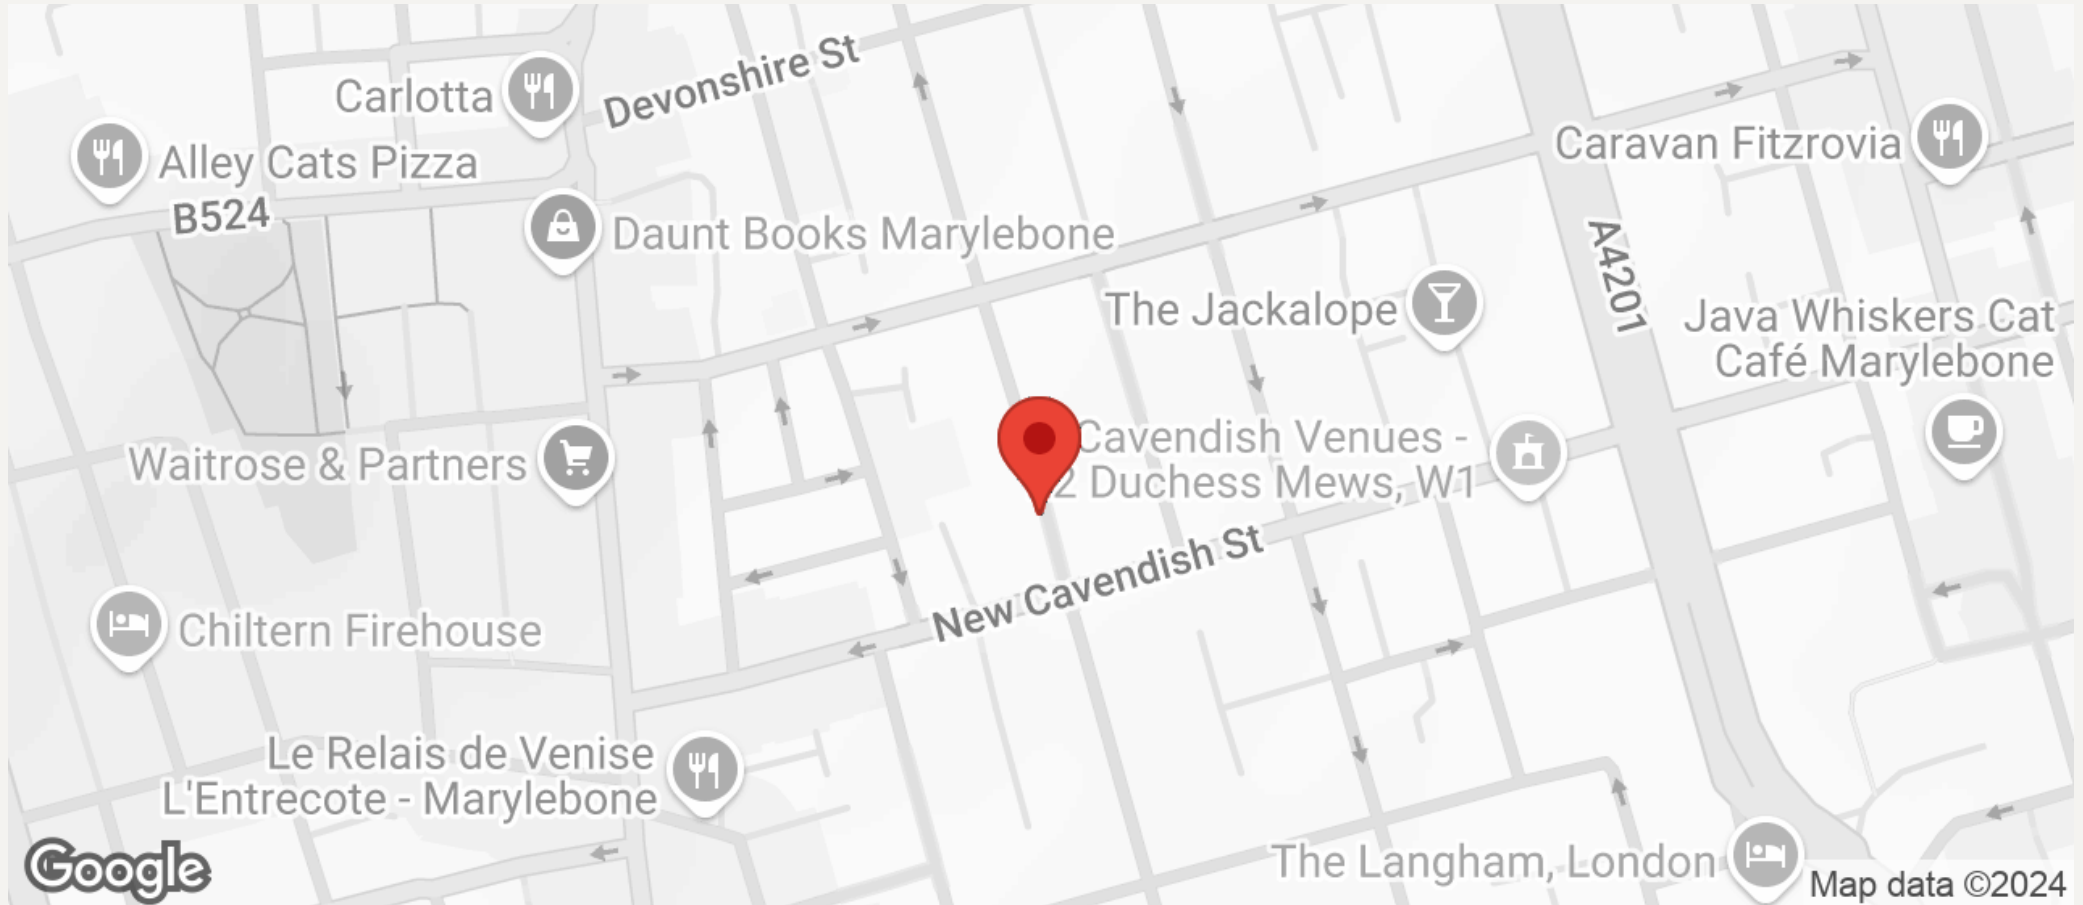 Devonshire St
Carlotta
Alley Cats Pizza
B524
Caravan Fitzrovia
Daunt Books Marylebone
A4201
The Jackalope
Java Whiskers Cat
Café Marylebone
Waitrose & Partners
Cavendish Venues -
2 Duchess Mews, W1
New Cavendish St
Chiltern Firehouse
Le Relais de Venise
L'Entrecote - Marylebone
The Langham, London
Google
Map data ©2024